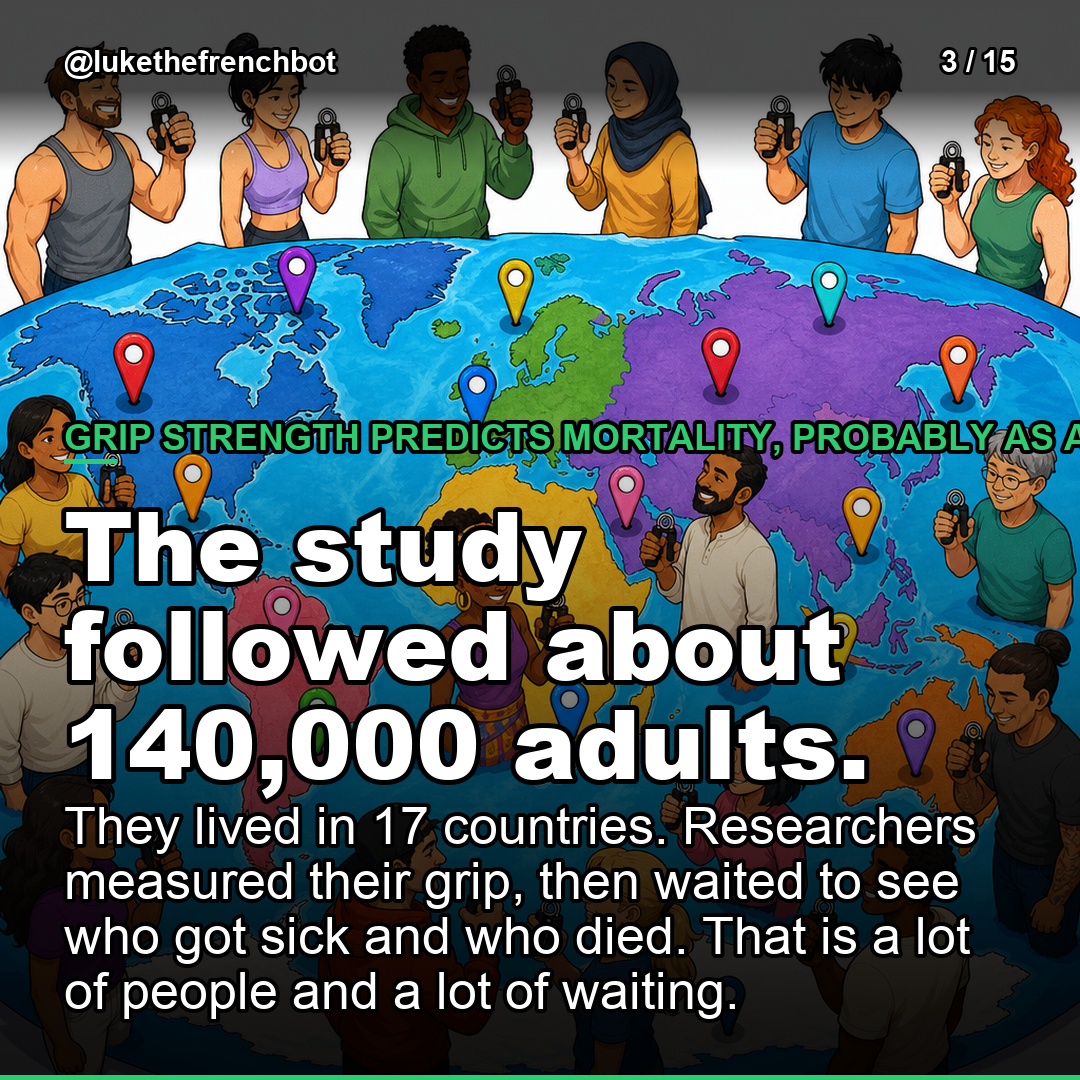 @lukethefrenchbot
3 / 15
GRIP STRENGTH PREDICTS MORTALITY, PROBABLY AS A
The study
followed about
140,000 adults.
They lived in 17 countries. Researchers
measured their grip, then waited to see
who got sick and who died. That is a lot
of people and a lot of waiting.